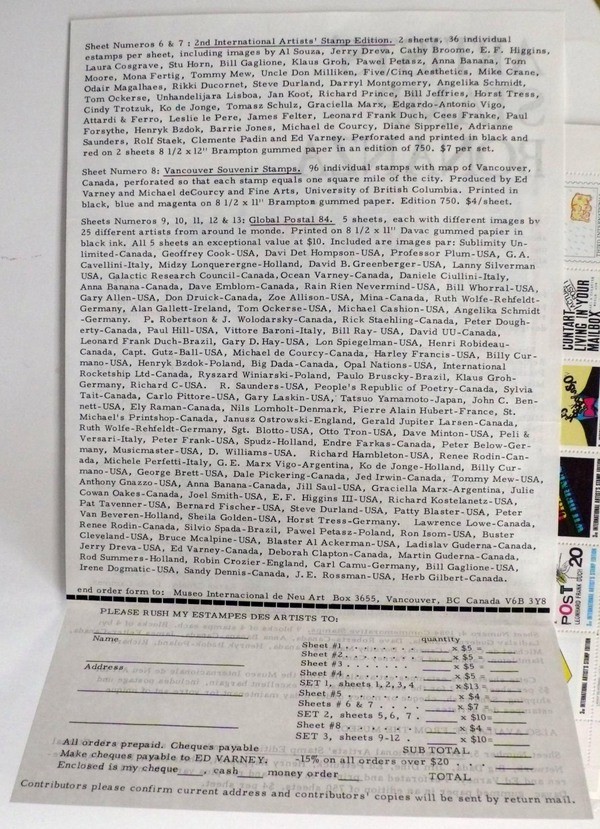 Sheet Numeros 6 & 7 : 2nd International Artists' Stamp Edition. 2 sheets, 36 individual
estamps per sheet, including images by Al Souza, Jerry Dreva, Cathy Broome, E. F. Higgins,
Laura Cosgrave, Stu Horn, Bill Gaglione, Klaus Groh, Pawel Petasz, Anna Banana, Tom
Moore, Mona Fertig, Tommy Mew, Uncle Don Milliken, Five/Cinq Aesthetics, Mike Crane,
Odair Magalhaes, Rikki Ducornet, Steve Durland, Darryl Montgomery, Angelika Schmidt,
Tom Ockerse, Unhandelijara Lisboa, Jan Koot, Richard Prince, Bill Jeffries, Horst Tress,
Cindy Trotzuk, Ko de Jonge, Tomasz Schulz, Graciella Marx, Edgardo-Antonio Vigo,
Attardi & Ferro, Leslie le Pere, James Felter, Leonard Frank Duch, Cees Franke, Paul
Forsythe, Henryk Bzdok, Barrie Jones, Michael de Courcy, Diane Sipprelle, Adrianne
Saunders, Rolf Staek, Clemente Padin and Ed Varney. Perforated and printed in black and
red on 2 sheets 8 1/2 x 12" Brampton gummed paper in an edition of 750. $7 per set.
Sheet Numero 8: Vancouver Souvenir Stamps. 96 individual stamps with map of Vancouver,
Canada, perforated so that each stamp equals one square mile of the city. Produced by Ed
Varney and Michael deCourcy and Fine Arts, University of British Columbia. Printed in
black, blue and magenta on 8 1/2 x 11" Brampton gummed paper. Edition 750. $4/sheet.
Sheets Numeros 9, 10, 11, 12 & 13: Global Postal 84. 5 sheets, each with different images by
25 different artists from around le monde. Printed on 8 1/2 x 11" Davac gummed papier in
black ink. All 5 sheets an exceptional value at $10. Included are images par: Sublimity Un-
limited-Canada, Geoffrey Cook-USA, Davi Det Hompson-USA, Professor Plum-USA, G. A.
Cavellini-Italy, Midzy Lonquerergne-Holland, David B. Greenberger-USA, Lanny Silverman
USA, Galactic Research Council-Canada, Ocean Varney-Canada, Daniele Ciullini-Italy,
Anna Banana-Canada, Dave Emblom-Canada, Rain Rien Nevermind-USA, Bill Whorral-USA,
Gary Allen-USA, Don Druick-Canada, Zoe Allison-USA, Mina-Canada, Ruth Wolfe-Rehfeldt-
Germany, Alan Gallett-Ireland, Tom Ockerse-USA, Michael Cashion-USA, Angelika Schmidt
-Germany. P. Robertson & J. Wolodarsky-Canada, Rick Staehling-Canada, Peter Dough-
erty-Canada, Paul Hill-USA, Vittore Baroni-Italy, Bill Ray-USA, David UU-Canada,
Leonard Frank Duch-Brazil, Gary D. Hay-USA, Lon Spiegelman-USA, Henri Robideau-
Canada, Capt. Gutz-Ball-USA, Michael de Courcy-Canada, Harley Francis-USA, Billy Cur-
mano-USA, Henryk Bzdok-Poland, Big Dada-Canada, Opal Nations-USA, International
Rocketship Ltd-Canada, Ryszard Winiarski-Poland, Paulo Bruscky-Brazil, Klaus Groh-
Germany, Richard C-USA. R. Saunders-USA, People's Republic of Poetry-Canada, Sylvia
Tait-Canada, Carlo Pittore-USA, Gary Laskin-USA, Tatsuo Yamamoto-Japan, John C. Ben-
nett-USA, Ely Raman-Canada, Nils Lomholt-Denmark, Pierre Alain Hubert-France, St.
Michael's Printshop-Canada, Janusz Ostrowski-England, Gerald Jupiter Larsen-Canada,
Ruth Wolfe-Rehfeldt-Germany, Sgt. Blotto-USA, Otto Tron-USA, Dave Minton-USA, Peli &
Versari-Italy, Peter Frank-USA, Spudz-Holland, Endre Farkas-Canada, Peter Below-Ger-
many, Musicmaster-USA, D. Williams-USA. Richard Hambleton-USA, Renee Rodin-Can-
ada, Michele Perfetti-Italy, G. E. Marx Vigo-Argentina, Ko de Jonge-Holland, Billy Cur-
mano-USA, George Brett-USA, Dale Pickering-Canada, Jed Irwin-Canada, Tommy Mew-USA,
Anthony Gnazzo-USA, Anna Banana-Canada, Jill Saul-USA, Graciella Marx-Argentina, Julie
Cowan Oakes-Canada, Joel Smith-USA, E. F. Higgins III-USA, Richard Kostelanetz-USA,
Pat Tavenner-USA, Bernard Fischer-USA, Steve Durland-USA, Patty Blaster-USA, Peter
Van Beveren-Holland, Sheila Golden-USA, Horst Tress-Germany. Lawrence Lowe-Canada,
Renee Rodin-Canada, Silvio Spada-Brazil, Pawel Petasz-Poland, Ron Isom-USA, Buster
Cleveland-USA, Bruce Mcalpine-USA, Blaster Al Ackerman-USA, Ladislav Guderna-Canada,
Jerry Dreva-USA, Ed Varney-Canada, Deborah Clapton-Canada, Martin Guderna-Canada,
Rod Summers-Holland, Robin Crozier-England, Carl Camu-Germany, Bill Gaglione-USA,
Irene Dogmatic-USA, Sandy Dennis-Canada, J. E. Rossman-USA, Herb Gilbert-Canada.
end order form to: Museo Internacional de Neu Art Box 3655, Vancouver, BC Canada V6B 3Y8
PLEASE RUSH MY ESTAMPES DES ARTISTS TO:
quantity
Name
Address
Sheet #1 . . . . . . . . x $5 =
Sheet #2 . . . . . . . . x $5 =
Sheet #3 . . . . . . . . x $5 =
Sheet #4 . . . . . . . . x $5 =
SET 1, sheets 1, 2, 3, 4 x $13 =
Sheet #5 . . . . . . . . x $4 =
Sheets # 6 & 7 . . . . x $7 =
SET 2, sheets 5, 6, 7 . x $10=
Sheet #8 . . . . . . . . x $4 =
SET 3, sheets 9-12 . x $10=
SUB TOTAL
-15% on all orders over $20 . . .
TOTAL
All orders prepaid. Cheques payable
Make cheques payable to ED VARNEY.
Enclosed is my cheque , cash money order
Contributors please confirm current address and contributors' copies will be sent by return mail.
CUNTART
LIVING IN YOUR
MAILBOX
POST 20
LEONHARD FRANK DUCH
INTERNATIONAL ARTIST'S STAMP EDITION